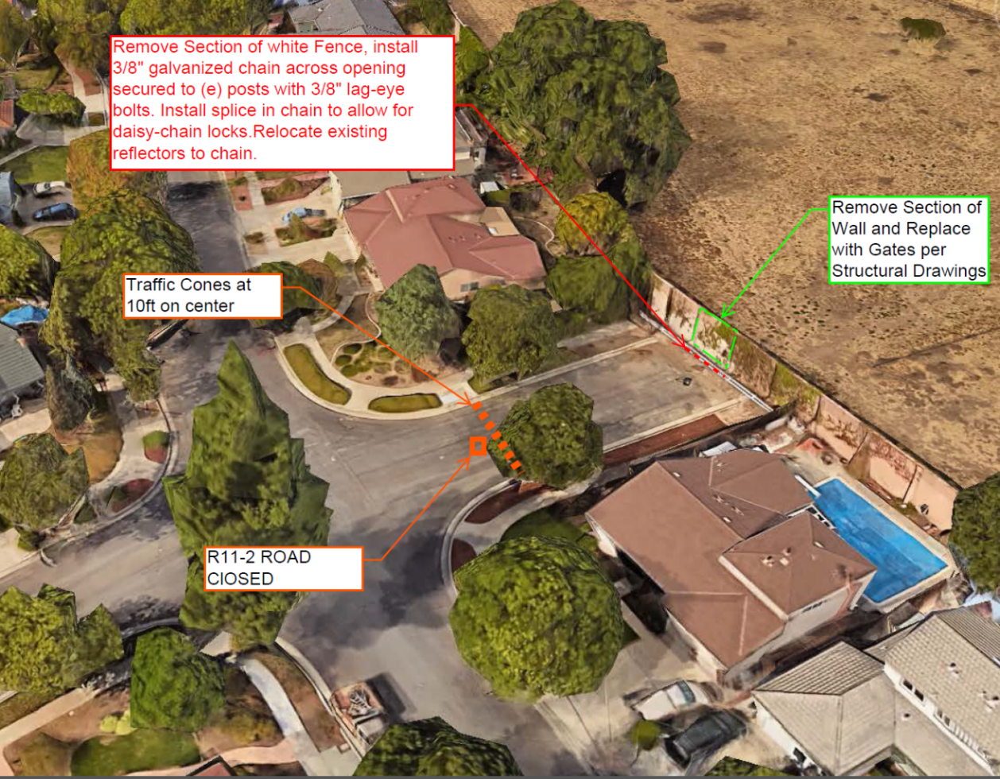 Remove Section of white Fence, install
3/8" galvanized chain across opening
secured to (e) posts with 3/8" lag-eye
bolts. Install splice in chain to allow for
daisy-chain locks.Relocate existing
reflectors to chain.
Remove Section of
Wall and Replace
with Gates per
Structural Drawings
Traffic Cones at
10ft on center
R11-2 ROAD
ClOSED